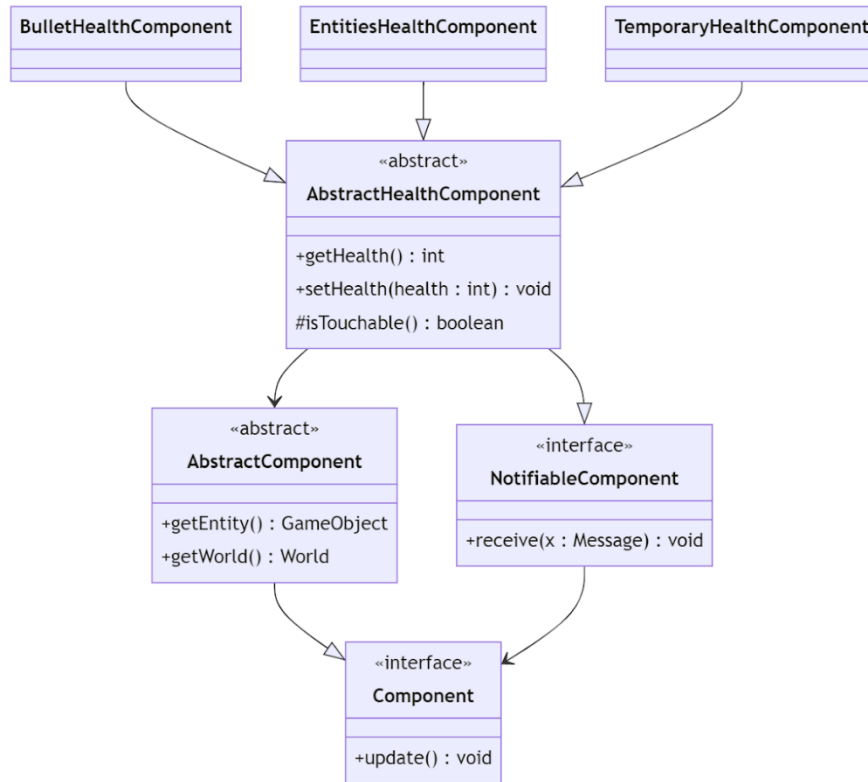 BulletHealthComponent
EntitiesHealthComponent
TemporaryHealthComponent
«abstract»
AbstractHealthComponent
+getHealth() : int
+setHealth(health : int) : void
#isTouchable() : boolean
«abstract»
AbstractComponent
+getEntity() : GameObject
+getWorld() : World
«interface»
NotifiableComponent
+receive(x : Message) : void
«interface»
Component
+update() : void